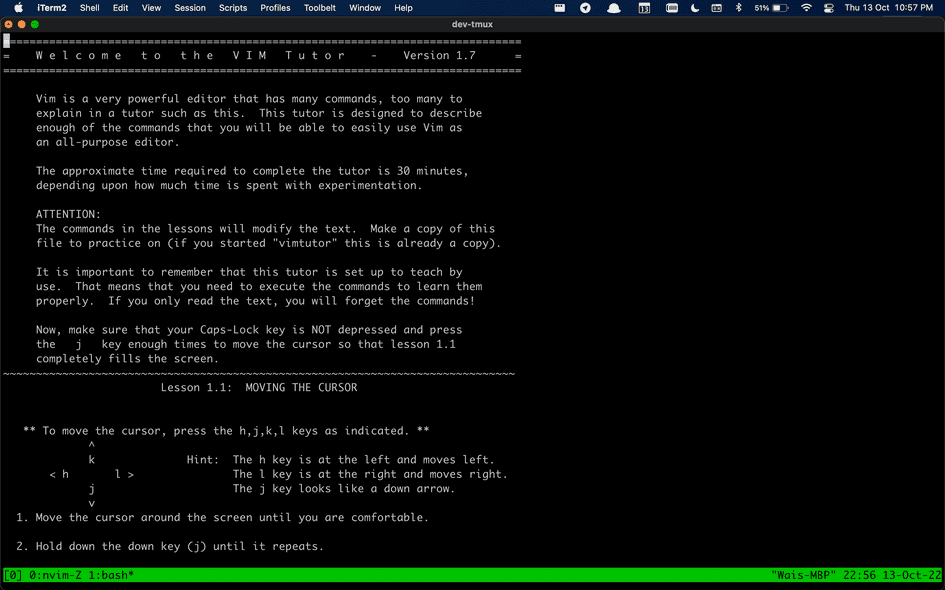 iTerm2 Shell Edit View Session Scripts Profiles Toolbelt Window Help 13 51% Thu 13 Oct 10:57 PM
dev-tmux
===============================================================================
= W e l c o m e t o t h e V I M T u t o r - Version 1.7 =
===============================================================================
Vim is a very powerful editor that has many commands, too many to
explain in a tutor such as this. This tutor is designed to describe
enough of the commands that you will be able to easily use Vim as
an all-purpose editor.
The approximate time required to complete the tutor is 30 minutes,
depending upon how much time is spent with experimentation.
ATTENTION:
The commands in the lessons will modify the text. Make a copy of this
file to practice on (if you started "vimtutor" this is already a copy).
It is important to remember that this tutor is set up to teach by
use. That means that you need to execute the commands to learn them
properly. If you only read the text, you will forget the commands!
Now, make sure that your Caps-Lock key is NOT depressed and press
the j key enough times to move the cursor so that lesson 1.1
completely fills the screen.
~~~~~~~~~~~~~~~~~~~~~~~~~~~~~~~~~~~~~~~~~~~~~~~~~~~~~~~~~~~~~~~~~~~~~~~~~~~~~~
Lesson 1.1: MOVING THE CURSOR
** To move the cursor, press the h,j,k,l keys as indicated. **
^
k Hint: The h key is at the left and moves left.
< h l > The l key is at the right and moves right.
j The j key looks like a down arrow.
v
1. Move the cursor around the screen until you are comfortable.
2. Hold down the down key (j) until it repeats.
[0] 0:nvim-Z 1:bash* "Wais-MBP" 22:56 13-Oct-22